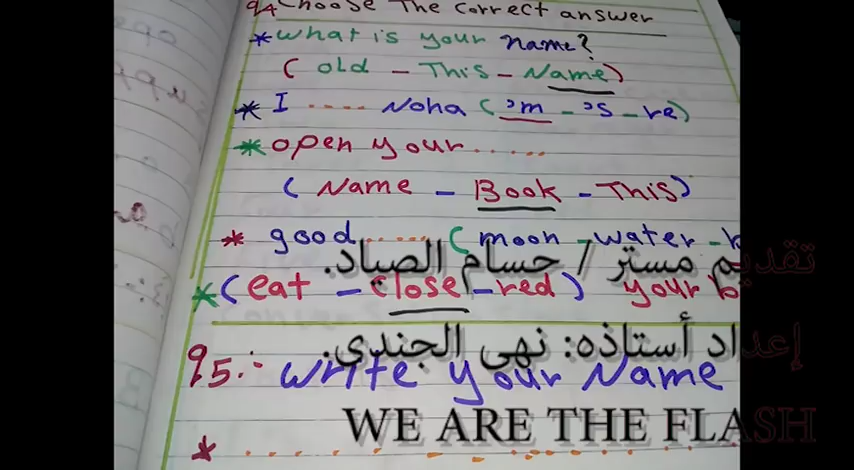 94 Choose The Correct answer
*What is your name?
( old - This - Name )
* I .... Noha ( 'm - 's - re )
* open your ......
( Name - Book - This )
* good ...... ( moon - water -
* ( eat - close - red ) your
تقديم مستر / حسام الصياد.
إعداد أستاذه: نهى الجندي.
95:- Write your Name
WE ARE THE FLASH
* ............